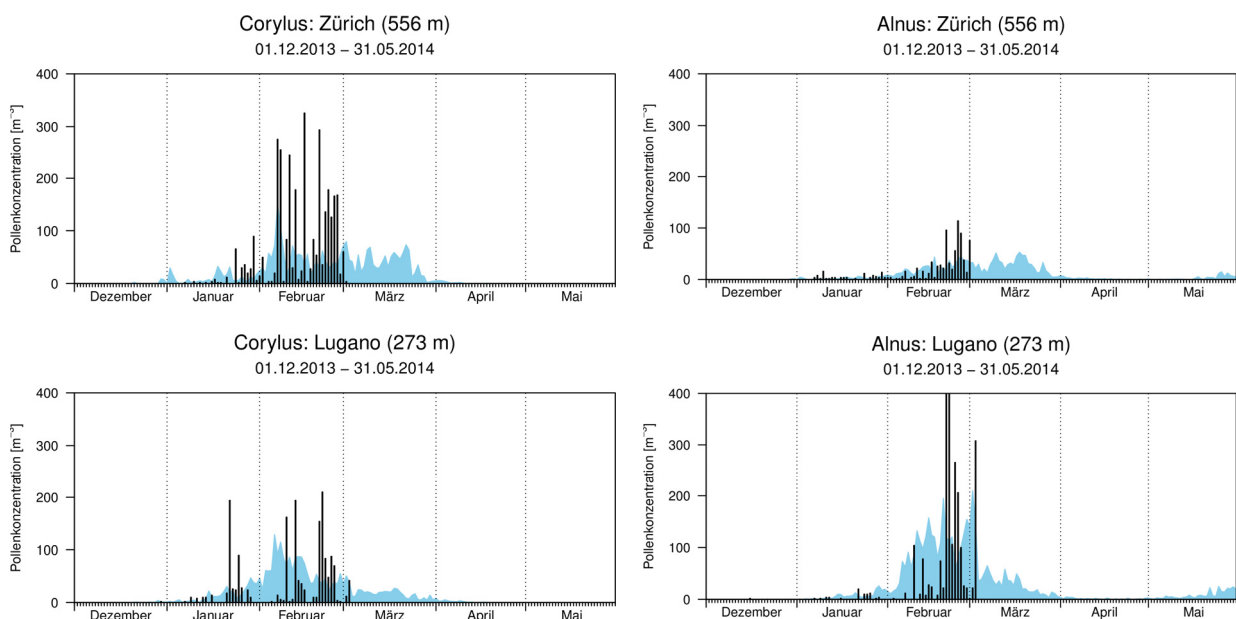 Corylus: Zürich (556 m)
01.12.2013 – 31.05.2014
400
300
200
100
0
Pollenkonzentration [m⁻³]
Dezember Januar Februar März April Mai
Alnus: Zürich (556 m)
01.12.2013 – 31.05.2014
400
300
200
100
0
Pollenkonzentration [m⁻³]
Dezember Januar Februar März April Mai
Corylus: Lugano (273 m)
01.12.2013 – 31.05.2014
400
300
200
100
0
Pollenkonzentration [m⁻³]
Dezember Januar Februar März April Mai
Alnus: Lugano (273 m)
01.12.2013 – 31.05.2014
400
300
200
100
0
Pollenkonzentration [m⁻³]
Dezember Januar Februar März April Mai